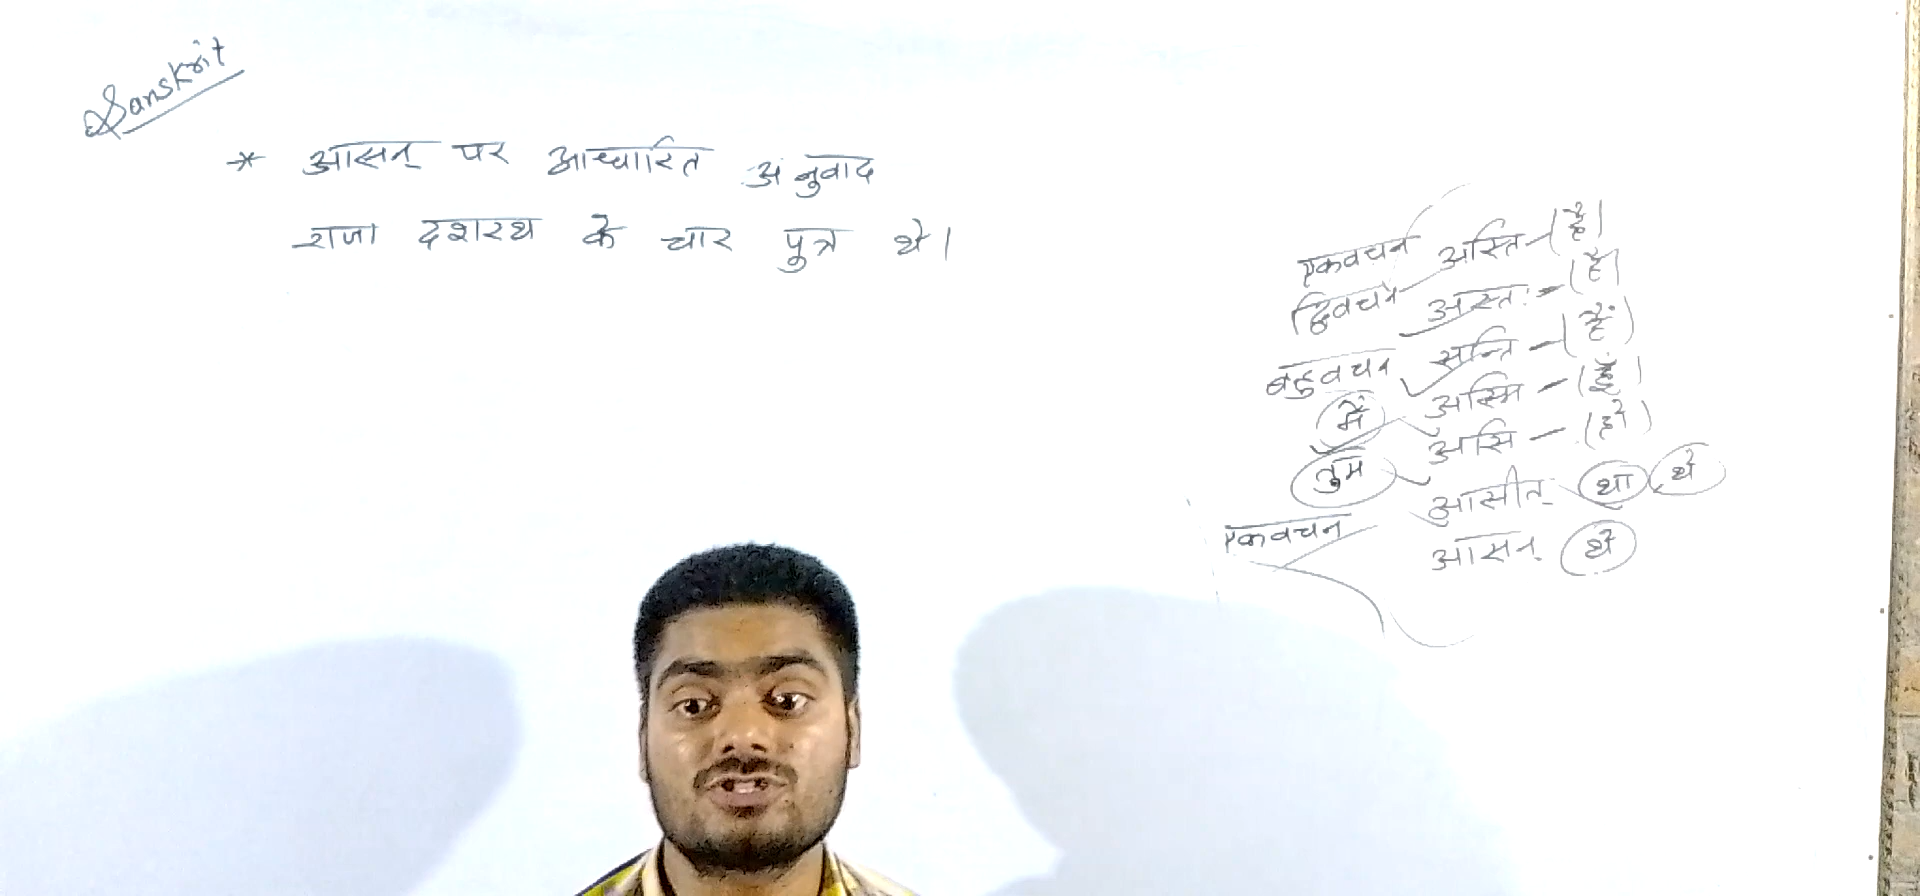 Sanskrit
* आसन् पर आधारित अनुवाद
राजा दशरथ के चार पुत्र थे।
एकवचन अस्ति - (है)
द्विवचन अस्तः - (है)
बहुवचन सन्ति - (हैं)
मैं अस्मि - (हूँ)
तुम असि - (हो)
एकवचन आसीत् - था, थे
आसन् थे